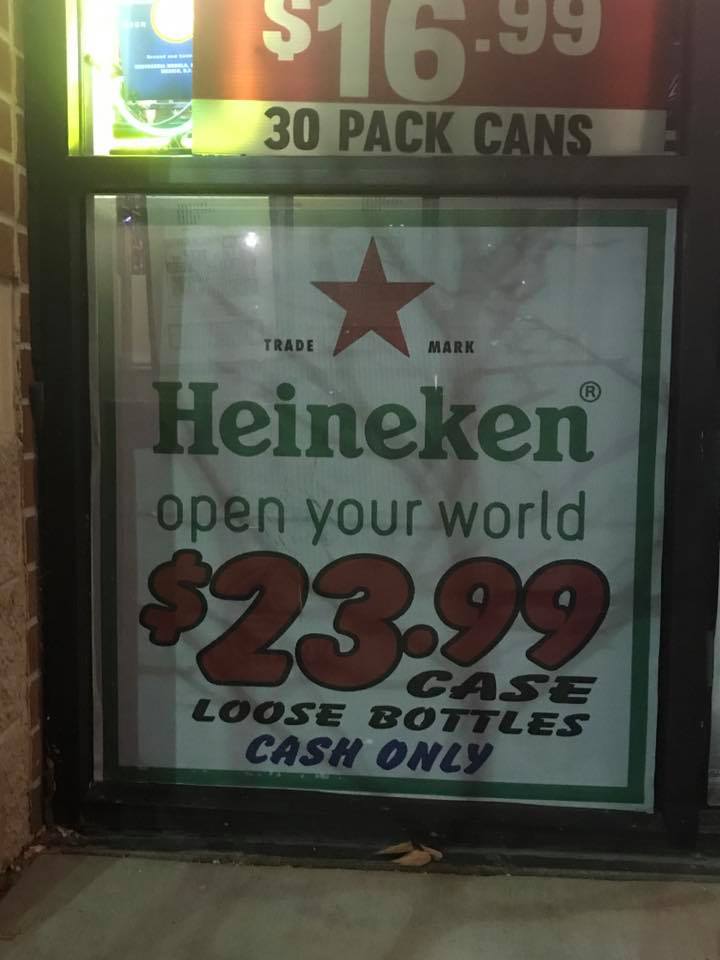 $16.99
30 PACK CANS
TRADE MARK
Heineken®
open your world
$23.99
CASE
LOOSE BOTTLES
CASH ONLY